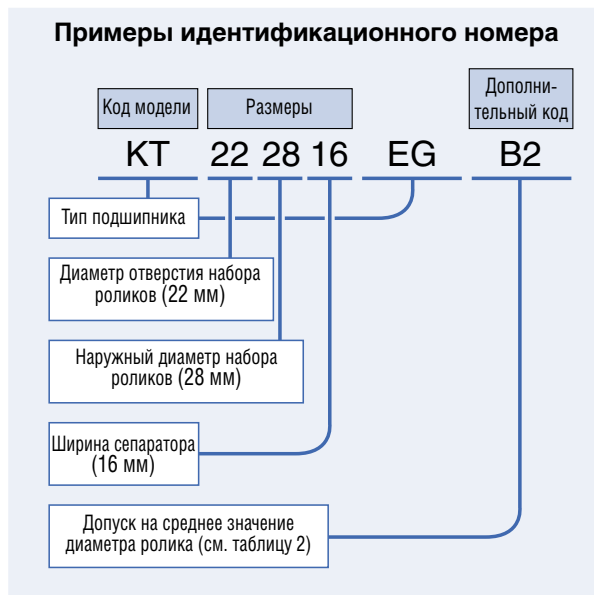 Примеры идентификационного номера
Код модели
Размеры
Дополни-
тельный код
KT 22 28 16 EG B2
Тип подшипника
Диаметр отверстия набора
роликов (22 мм)
Наружный диаметр набора
роликов (28 мм)
Ширина сепаратора
(16 мм)
Допуск на среднее значение
диаметра ролика (см. таблицу 2)